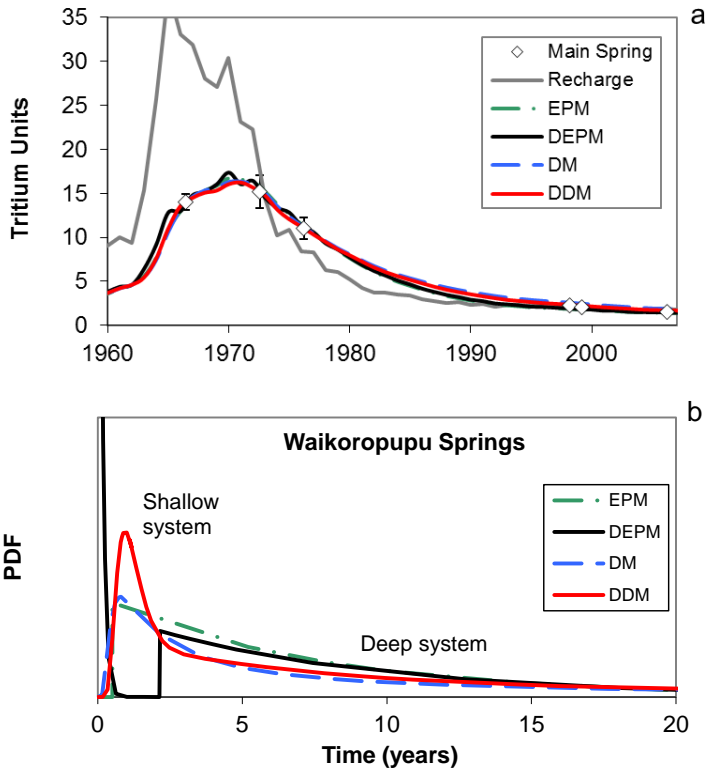 a
35
30
25
20
15
10
5
0
Tritium Units
Main Spring
Recharge
EPM
DEPM
DM
DDM
1960 1970 1980 1990 2000
b
Waikoropupu Springs
Shallow
system
EPM
DEPM
DM
DDM
PDF
Deep system
0 5 10 15 20
Time (years)